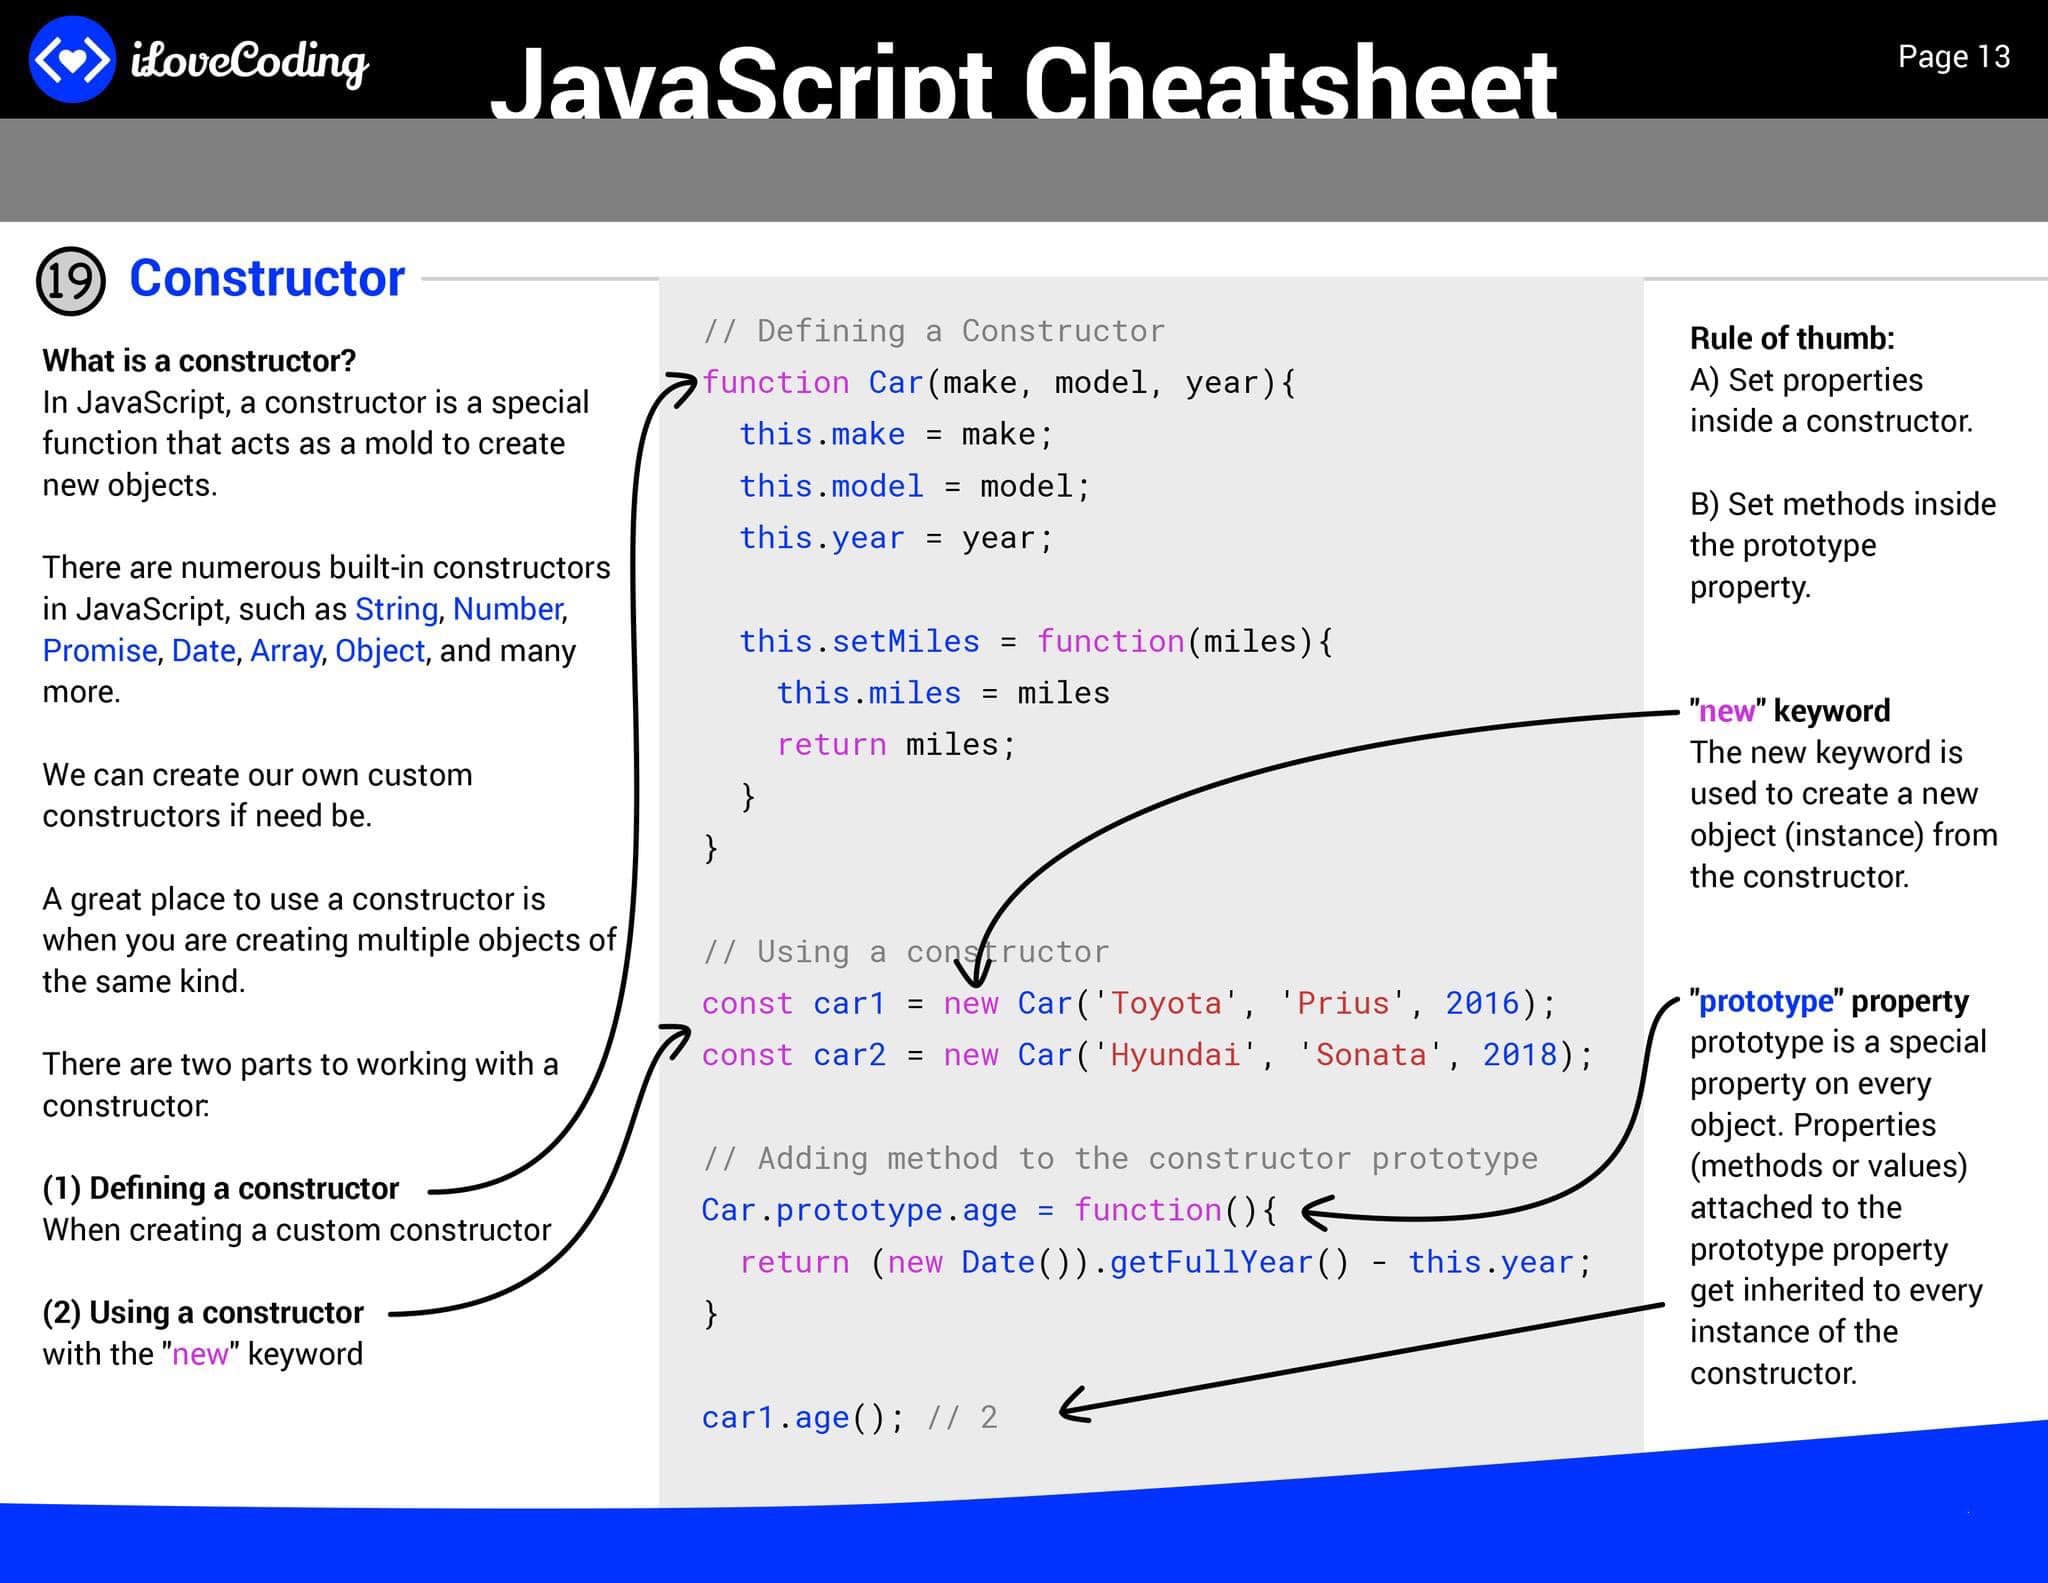 iLoveCoding
JavaScript Cheatsheet
Page 13
19 Constructor
What is a constructor?
In JavaScript, a constructor is a special
function that acts as a mold to create
new objects.
There are numerous built-in constructors
in JavaScript, such as String, Number,
Promise, Date, Array, Object, and many
more.
We can create our own custom
constructors if need be.
A great place to use a constructor is
when you are creating multiple objects of
the same kind.
There are two parts to working with a
constructor:
(1) Defining a constructor
When creating a custom constructor
(2) Using a constructor
with the "new" keyword
// Defining a Constructor
function Car(make, model, year){
this.make = make;
this.model = model;
this.year = year;
this.setMiles = function(miles){
this.miles = miles
return miles;
}
}
// Using a constructor
const car1 = new Car('Toyota', 'Prius', 2016);
const car2 = new Car('Hyundai', 'Sonata', 2018);
// Adding method to the constructor prototype
Car.prototype.age = function(){
return (new Date()).getFullYear() - this.year;
}
car1.age(); // 2
Rule of thumb:
A) Set properties
inside a constructor.
B) Set methods inside
the prototype
property.
"new" keyword
The new keyword is
used to create a new
object (instance) from
the constructor.
"prototype" property
prototype is a special
property on every
object. Properties
(methods or values)
attached to the
prototype property
get inherited to every
instance of the
constructor.